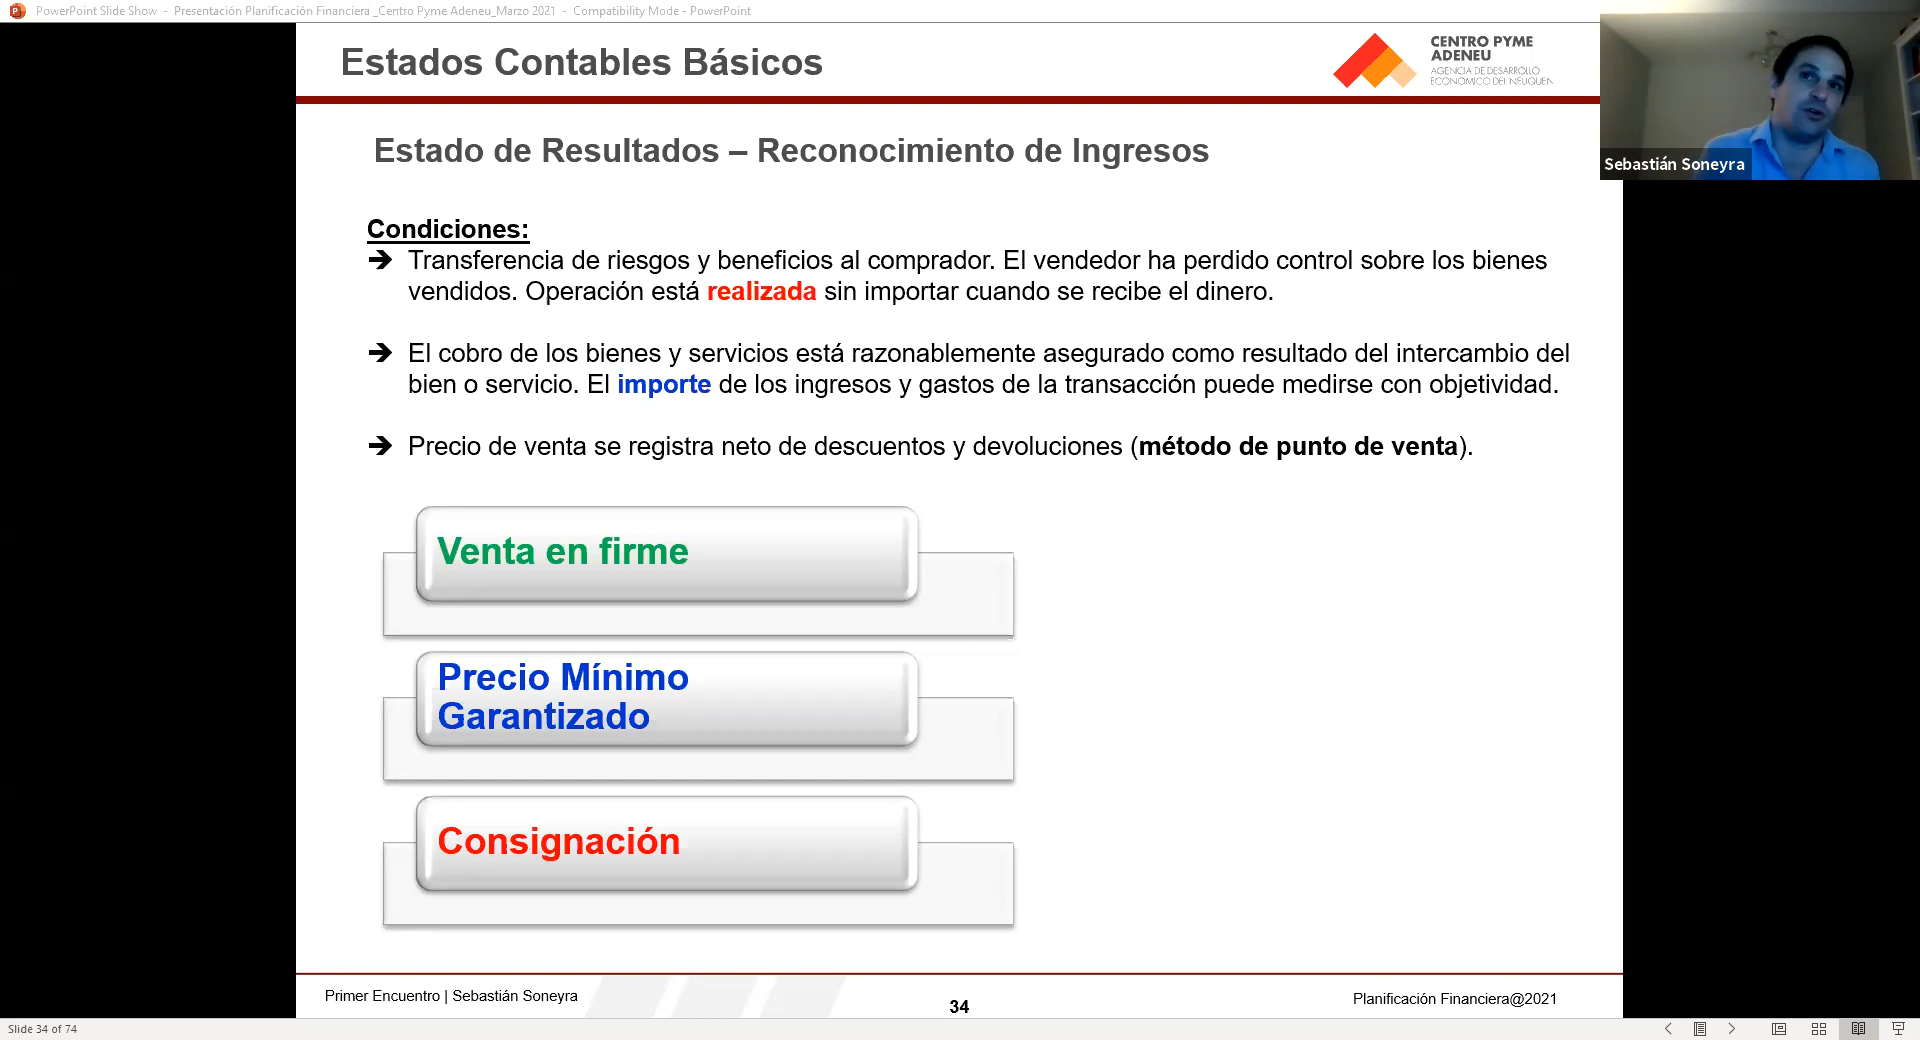 PowerPoint Slide Show - Presentación Planificación Financiera _Centro Pyme Adeneu_Marzo 2021 - Compatibility Mode - PowerPoint
Estados Contables Básicos
CENTRO PYME
ADENEU
AGENCIA DE DESARROLLO
ECONOMICO DEL NEUQUEN
Sebastián Soneyra
Estado de Resultados – Reconocimiento de Ingresos
Condiciones:
➔ Transferencia de riesgos y beneficios al comprador. El vendedor ha perdido control sobre los bienes
vendidos. Operación está realizada sin importar cuando se recibe el dinero.
➔ El cobro de los bienes y servicios está razonablemente asegurado como resultado del intercambio del
bien o servicio. El importe de los ingresos y gastos de la transacción puede medirse con objetividad.
➔ Precio de venta se registra neto de descuentos y devoluciones (método de punto de venta).
Venta en firme
Precio Mínimo
Garantizado
Consignación
Primer Encuentro | Sebastián Soneyra
34
Planificación Financiera@2021
Slide 34 of 74